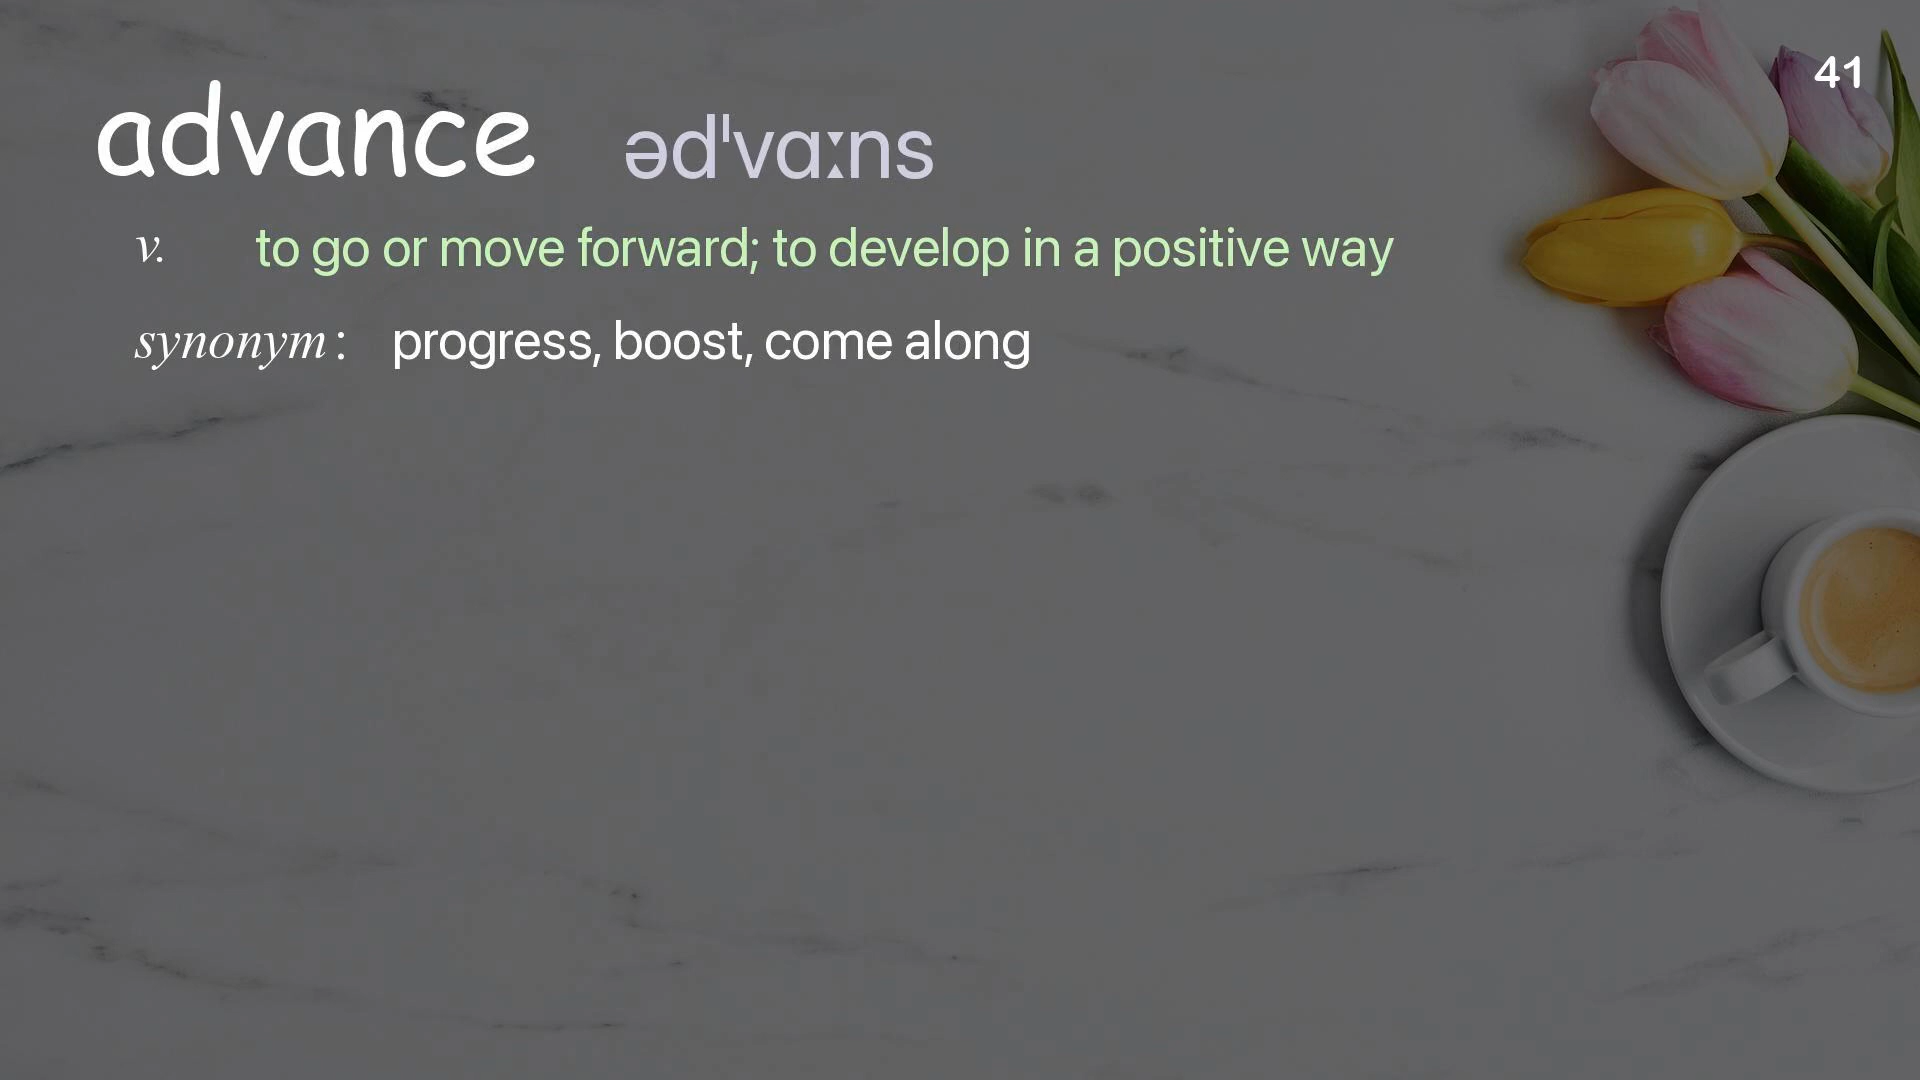 41
advance ədˈvɑːns
v. to go or move forward; to develop in a positive way
synonym : progress, boost, come along